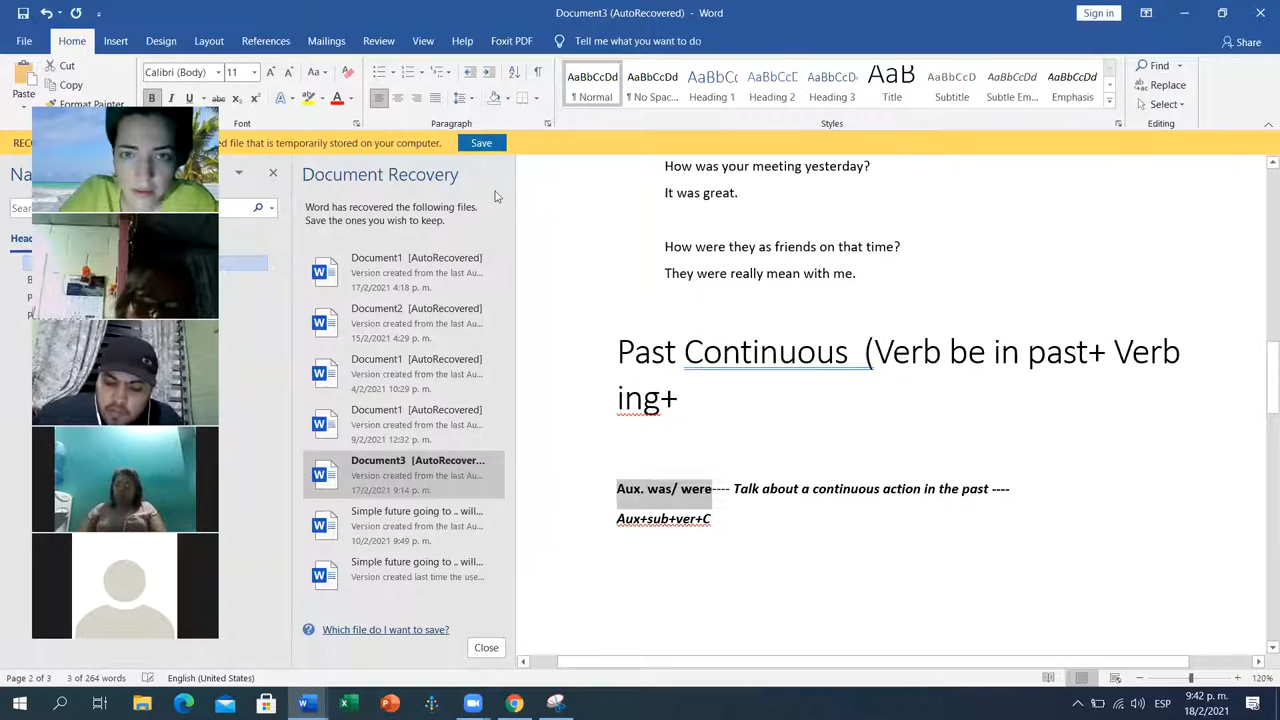 Document3 (AutoRecovered)
Sign in
File Home Insert Design Layout References Mailings Review View Help Foxit PDF Tell me what you want to do Share
Cut
Copy
Format Painter
Paste
Calibri (Body) 11
AaBbCcDd AaBbCcDd AaBbCc AaBbCcD AaBbCcD AaB AaBbCcD AaBbCcDd AaBbCcDd
¶ Normal ¶ No Spac... Heading 1 Heading 2 Heading 3 Title Subtitle Subtle Em... Emphasis
Find
Replace
Select
Font Paragraph Styles Editing
file that is temporarily stored on your computer. Save
Document Recovery
Word has recovered the following files.
Save the ones you wish to keep.
Document1 [AutoRecovered]
Version created from the last Au...
17/2/2021 4:18 p. m.
Document2 [AutoRecovered]
Version created from the last Au...
15/2/2021 4:29 p. m.
Document1 [AutoRecovered]
Version created from the last Au...
4/2/2021 10:29 p. m.
Document1 [AutoRecovered]
Version created from the last Au...
9/2/2021 12:32 p. m.
Document3 [AutoRecover...
Version created from the last Au...
17/2/2021 9:14 p. m.
Simple future going to .. will...
Version created from the last Au...
10/2/2021 9:49 p. m.
Simple future going to .. will...
Version created last time the use...
Which file do I want to save?
Close
How was your meeting yesterday?
It was great.
How were they as friends on that time?
They were really mean with me.
Past Continuous (Verb be in past+ Verb
ing+
Aux. was/ were---- Talk about a continuous action in the past ----
Aux+sub+ver+C
Page 2 of 3 3 of 264 words English (United States) 120%
ESP
9:42 p. m.
18/2/2021